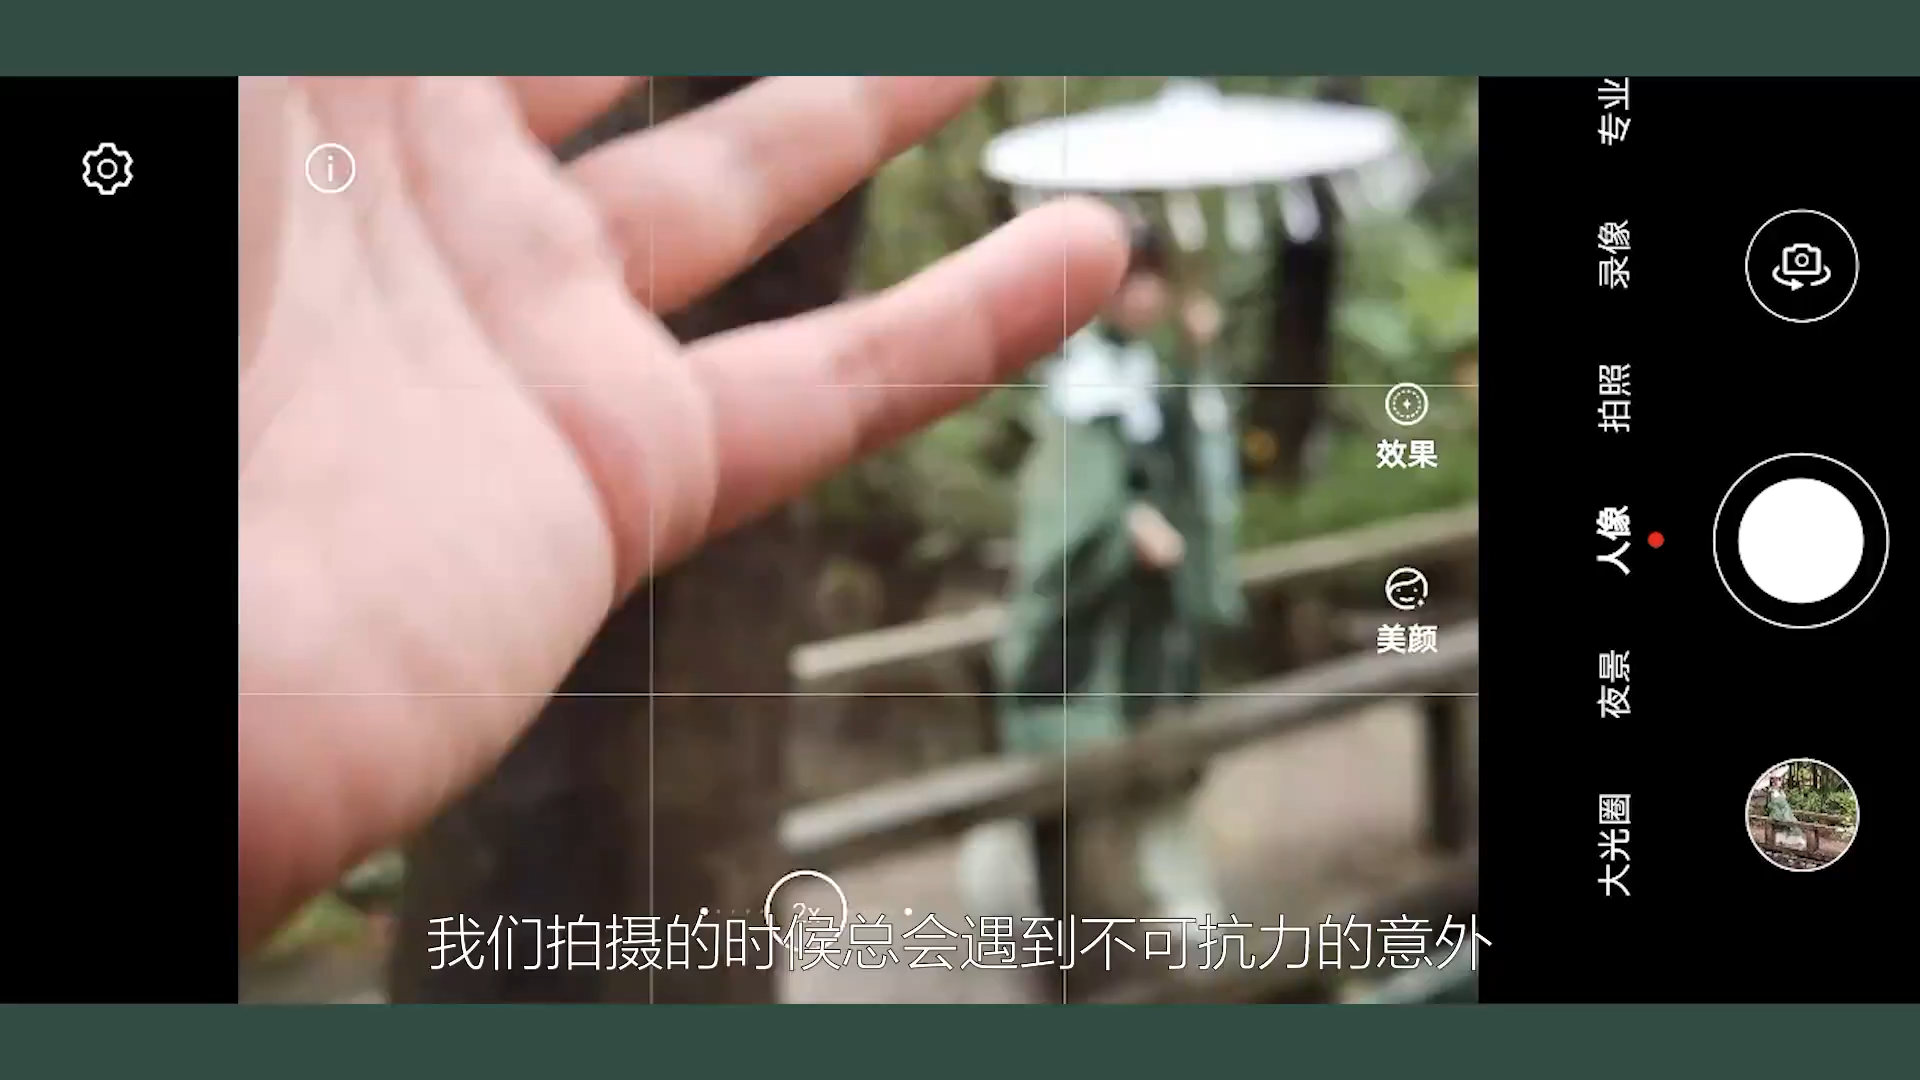 专业
录像
拍照
人像
夜景
大光圈
效果
美颜
2x
我们拍摄的时候总会遇到不可抗力的意外